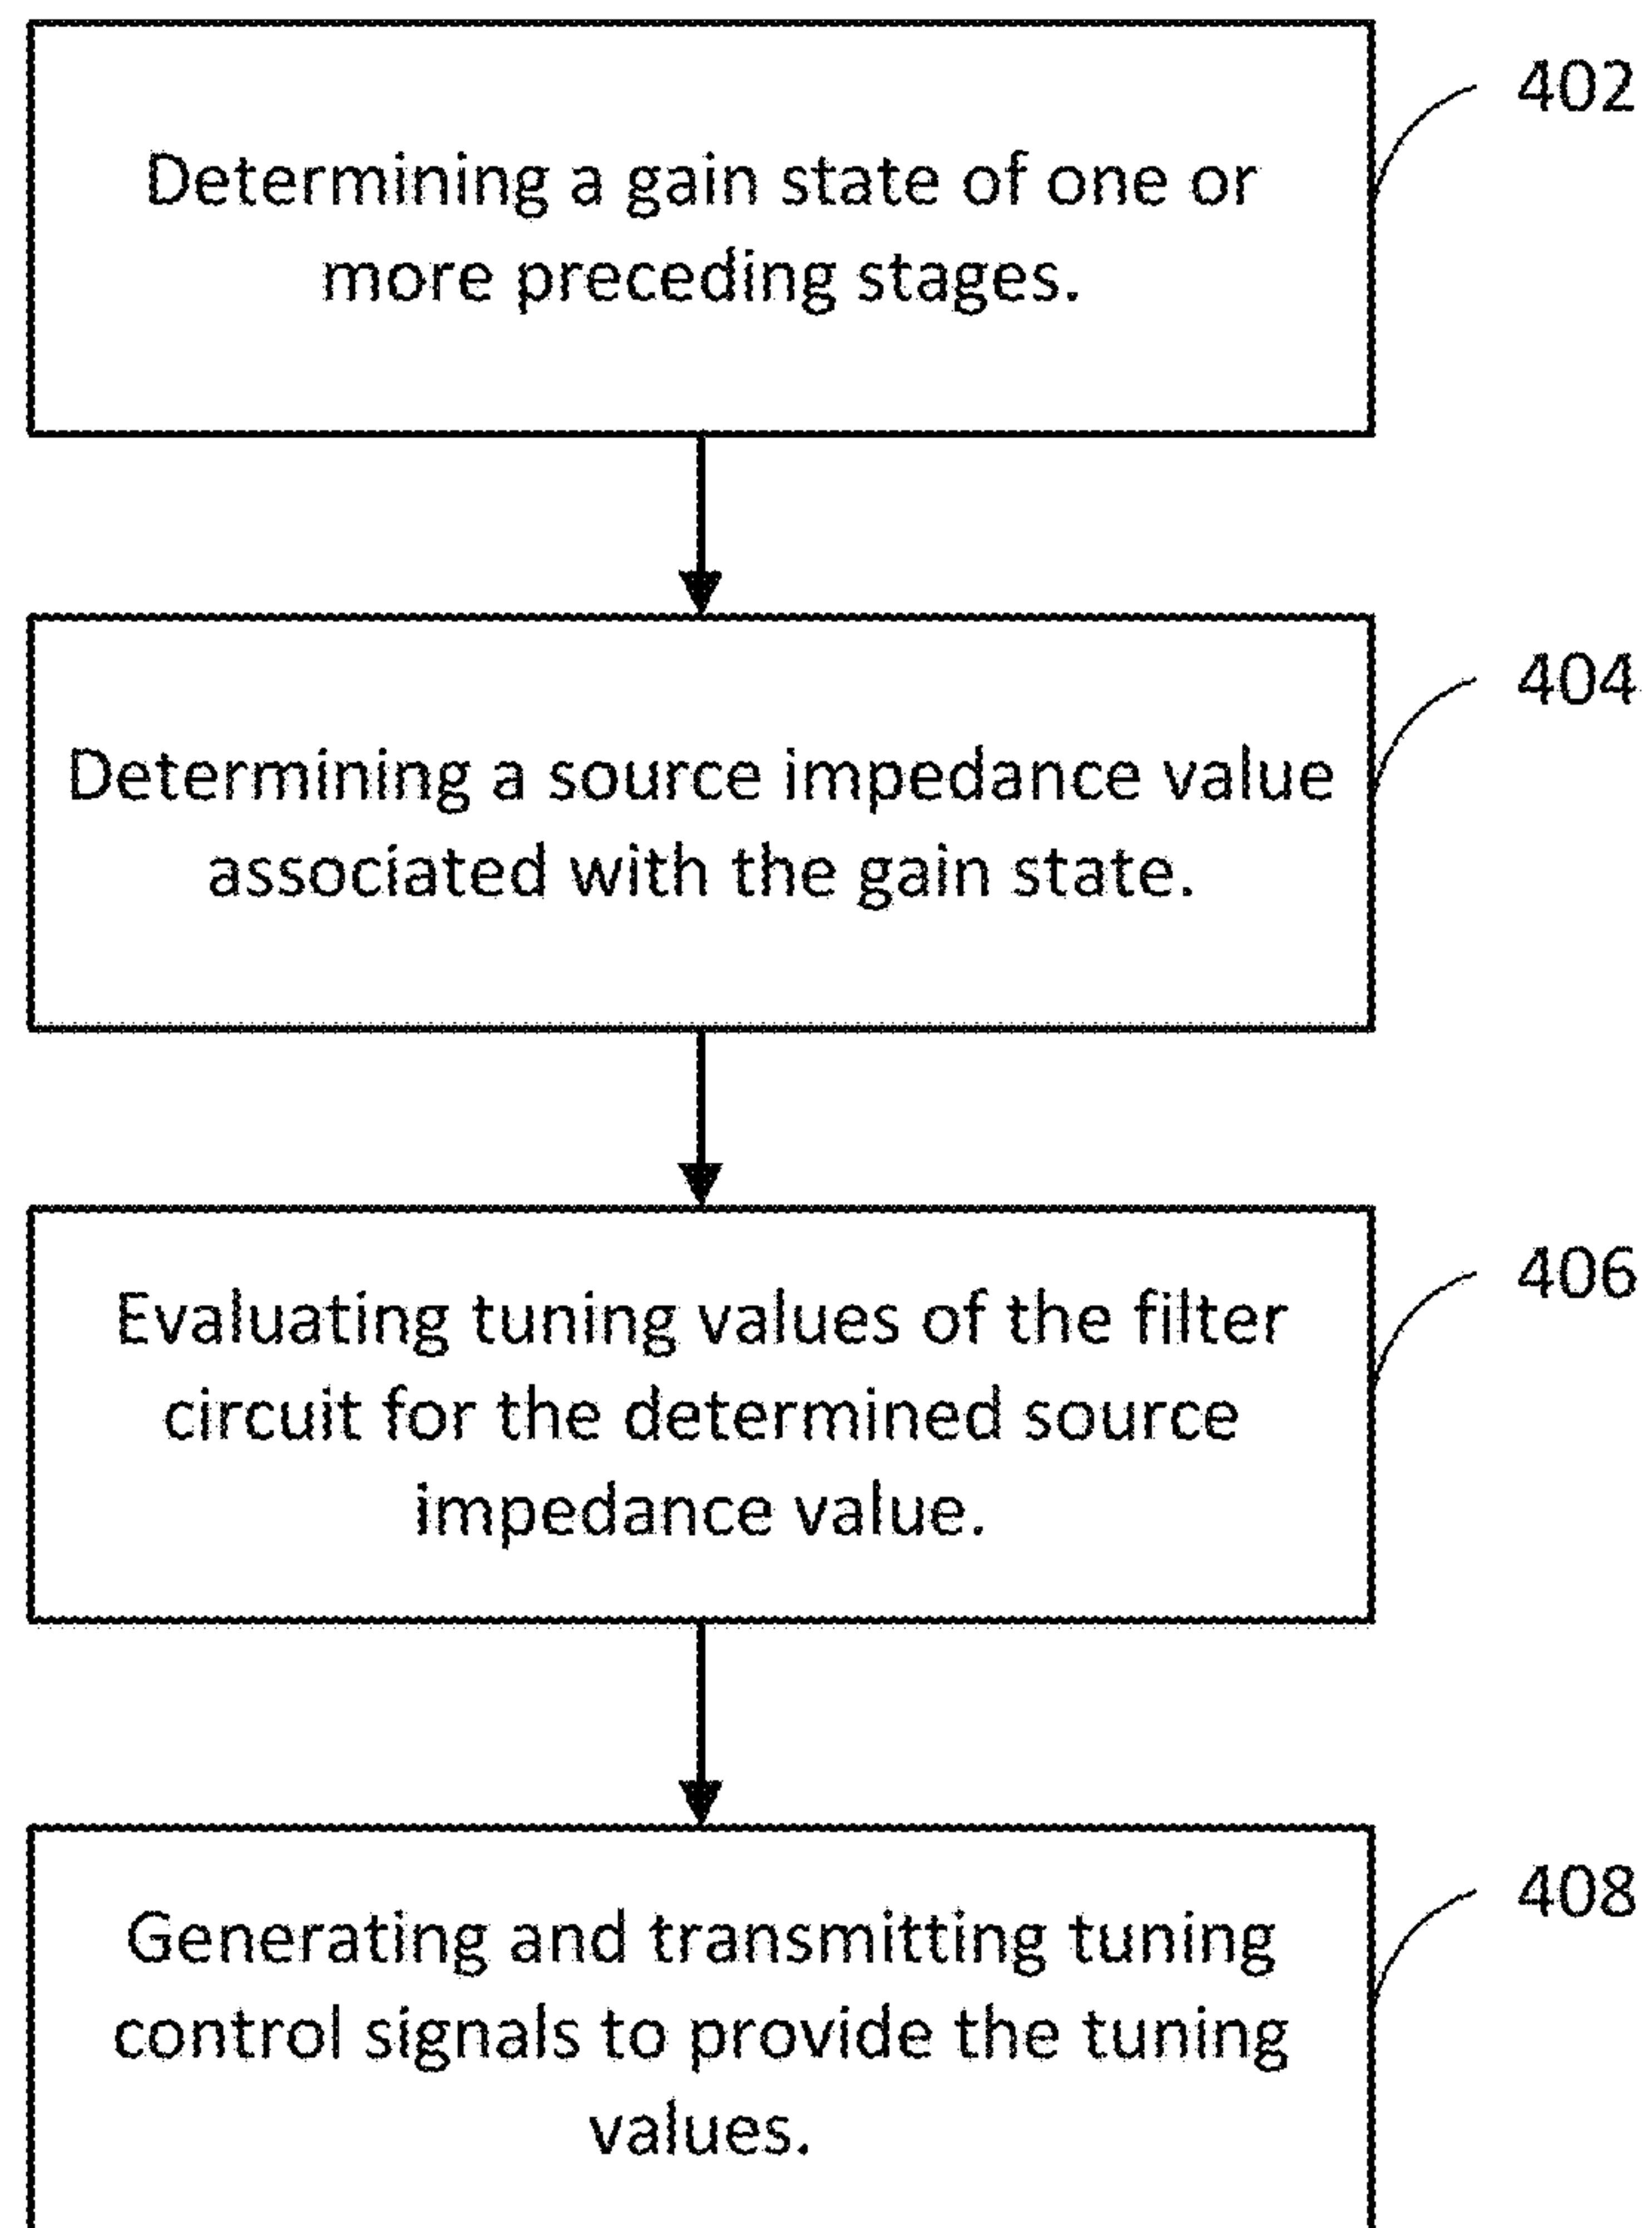 402
Determining a gain state of one or
more preceding stages.
404
Determining a source impedance value
associated with the gain state.
406
Evaluating tuning values of the filter
circuit for the determined source
impedance value.
408
Generating and transmitting tuning
control signals to provide the tuning
values.